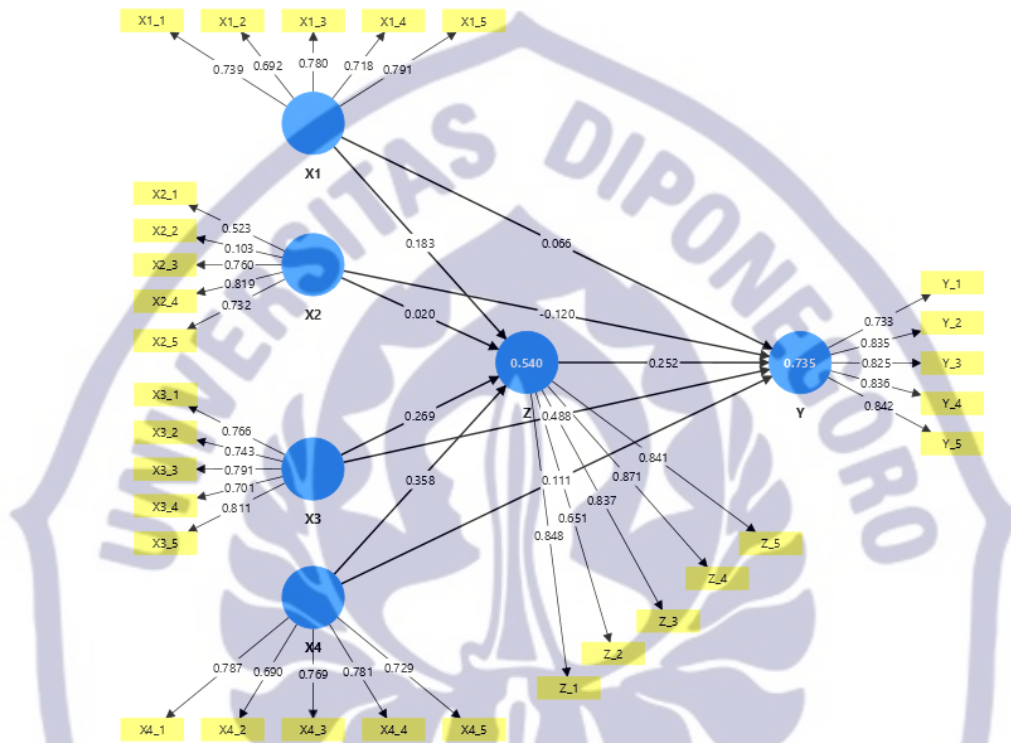 X1_1 X1_2 X1_3 X1_4 X1_5
0.739 0.692 0.780 0.718 0.791
X1
X2_1
X2_2
X2_3
X2_4
X2_5
0.523
0.103
0.760
0.819
0.732
X2
X3_1
X3_2
X3_3
X3_4
X3_5
0.766
0.743
0.791
0.701
0.811
X3
X4
0.787 0.690 0.769 0.781 0.729
X4_1 X4_2 X4_3 X4_4 X4_5
0.183
0.066
0.020
-0.120
0.269
0.488
0.358
0.111
0.540
Z
0.252
0.735
Y
0.733
0.835
0.825
0.836
0.842
Y_1
Y_2
Y_3
Y_4
Y_5
0.848
0.651
0.837
0.871
0.841
Z_5
Z_4
Z_3
Z_2
Z_1
UNIVERSITAS DIPONEGORO